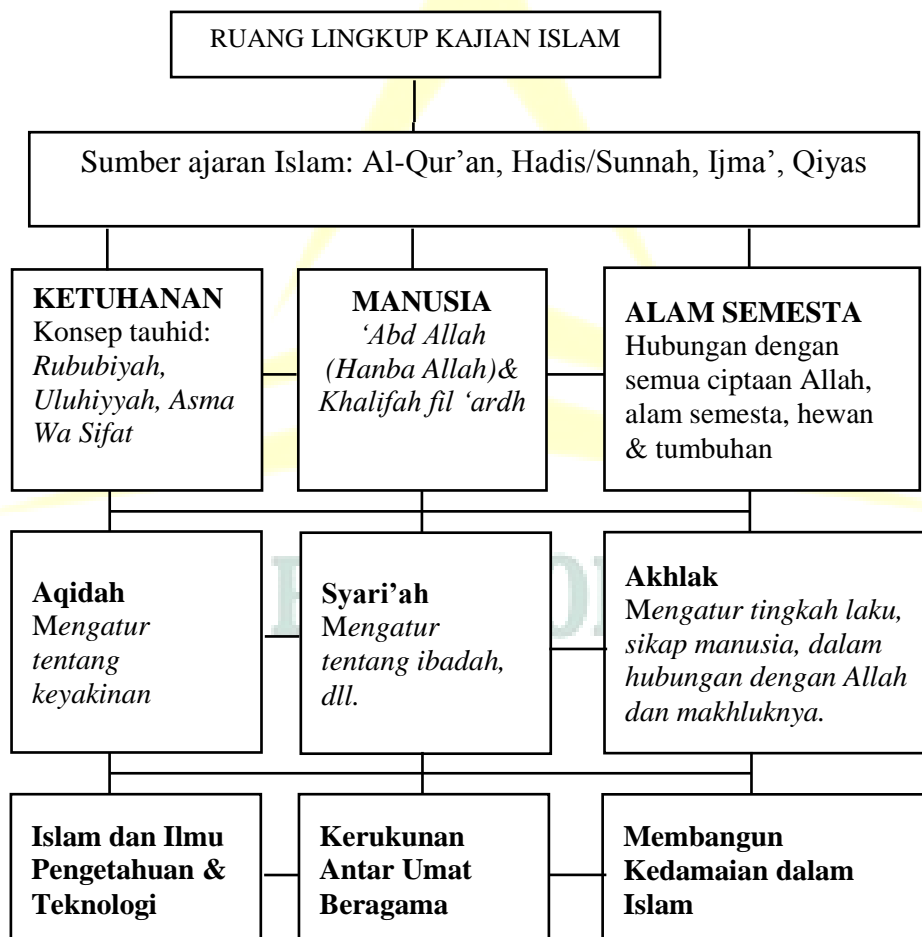 RUANG LINGKUP KAJIAN ISLAM
Sumber ajaran Islam: Al-Qur’an, Hadis/Sunnah, Ijma’, Qiyas
KETUHANAN
Konsep tauhid:
Rububiyah,
Uluhiyyah, Asma
Wa Sifat
MANUSIA
‘Abd Allah
(Hanba Allah)&
Khalifah fil ‘ardh
ALAM SEMESTA
Hubungan dengan
semua ciptaan Allah,
alam semesta, hewan
& tumbuhan
Aqidah
Mengatur
tentang
keyakinan
Syari’ah
Mengatur
tentang ibadah,
dll.
Akhlak
Mengatur tingkah laku,
sikap manusia, dalam
hubungan dengan Allah
dan makhluknya.
Islam dan Ilmu
Pengetahuan &
Teknologi
Kerukunan
Antar Umat
Beragama
Membangun
Kedamaian dalam
Islam